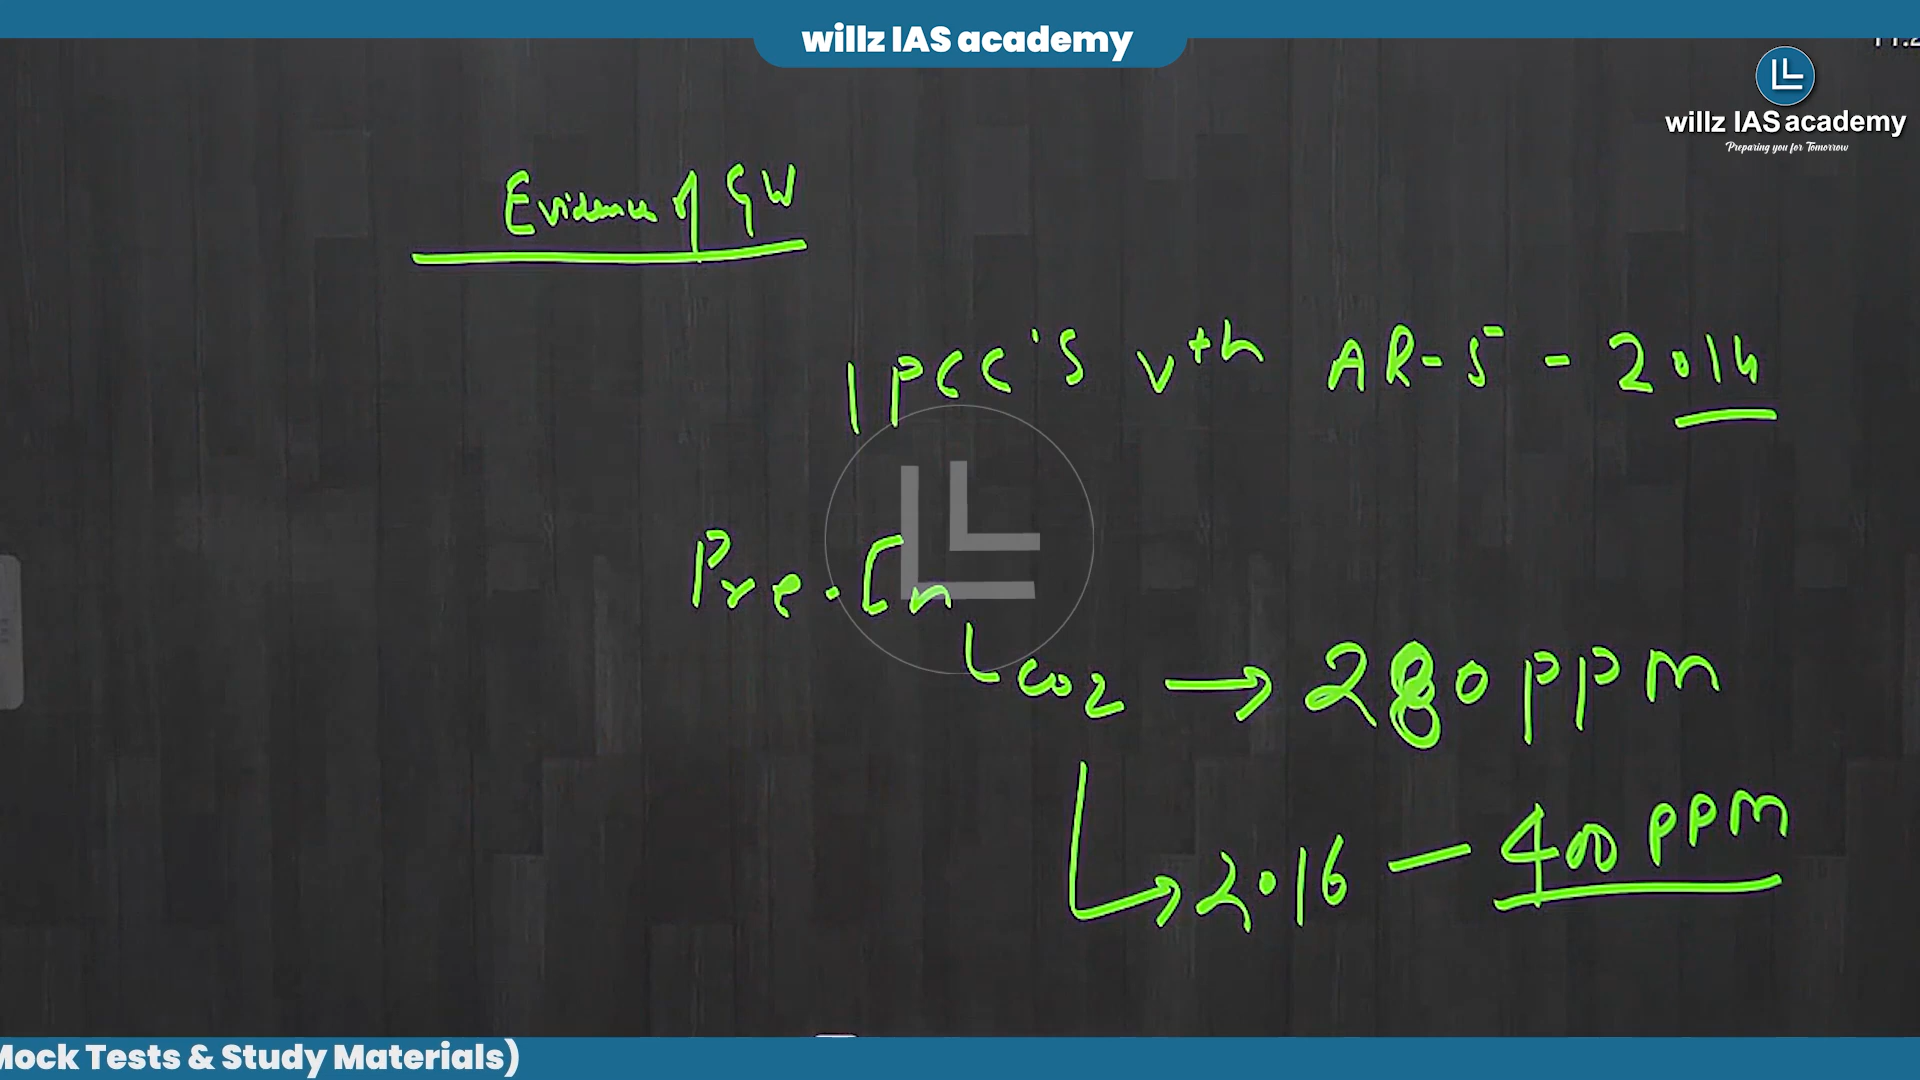 willz IAS academy
LL
willz IAS academy
Preparing you for Tomorrow
Evidence of GW
IPCC'S Vth AR-5 - 2014
Pre-In
CO2 → 280 ppm
2016 - 400 ppm
Mock Tests & Study Materials)